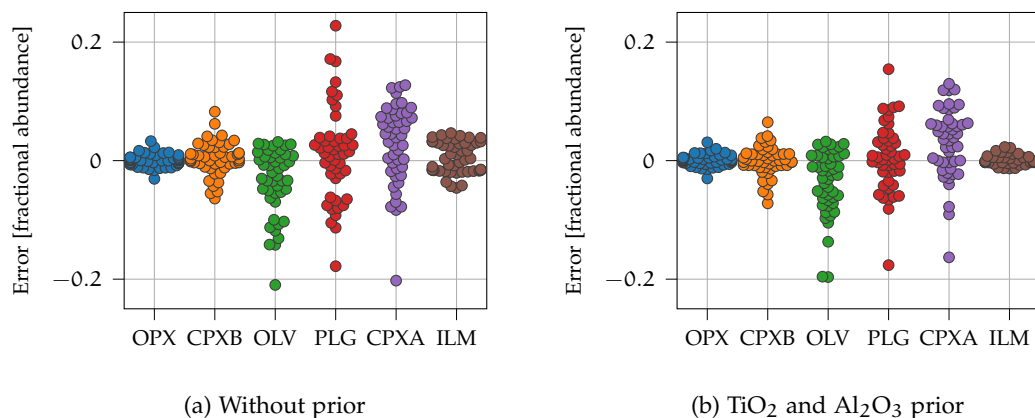 Error [fractional abundance]
0.2
0
−0.2
OPX CPXB OLV PLG CPXA ILM
(a) Without prior
Error [fractional abundance]
0.2
0
−0.2
OPX CPXB OLV PLG CPXA ILM
(b) TiO₂ and Al₂O₃ prior